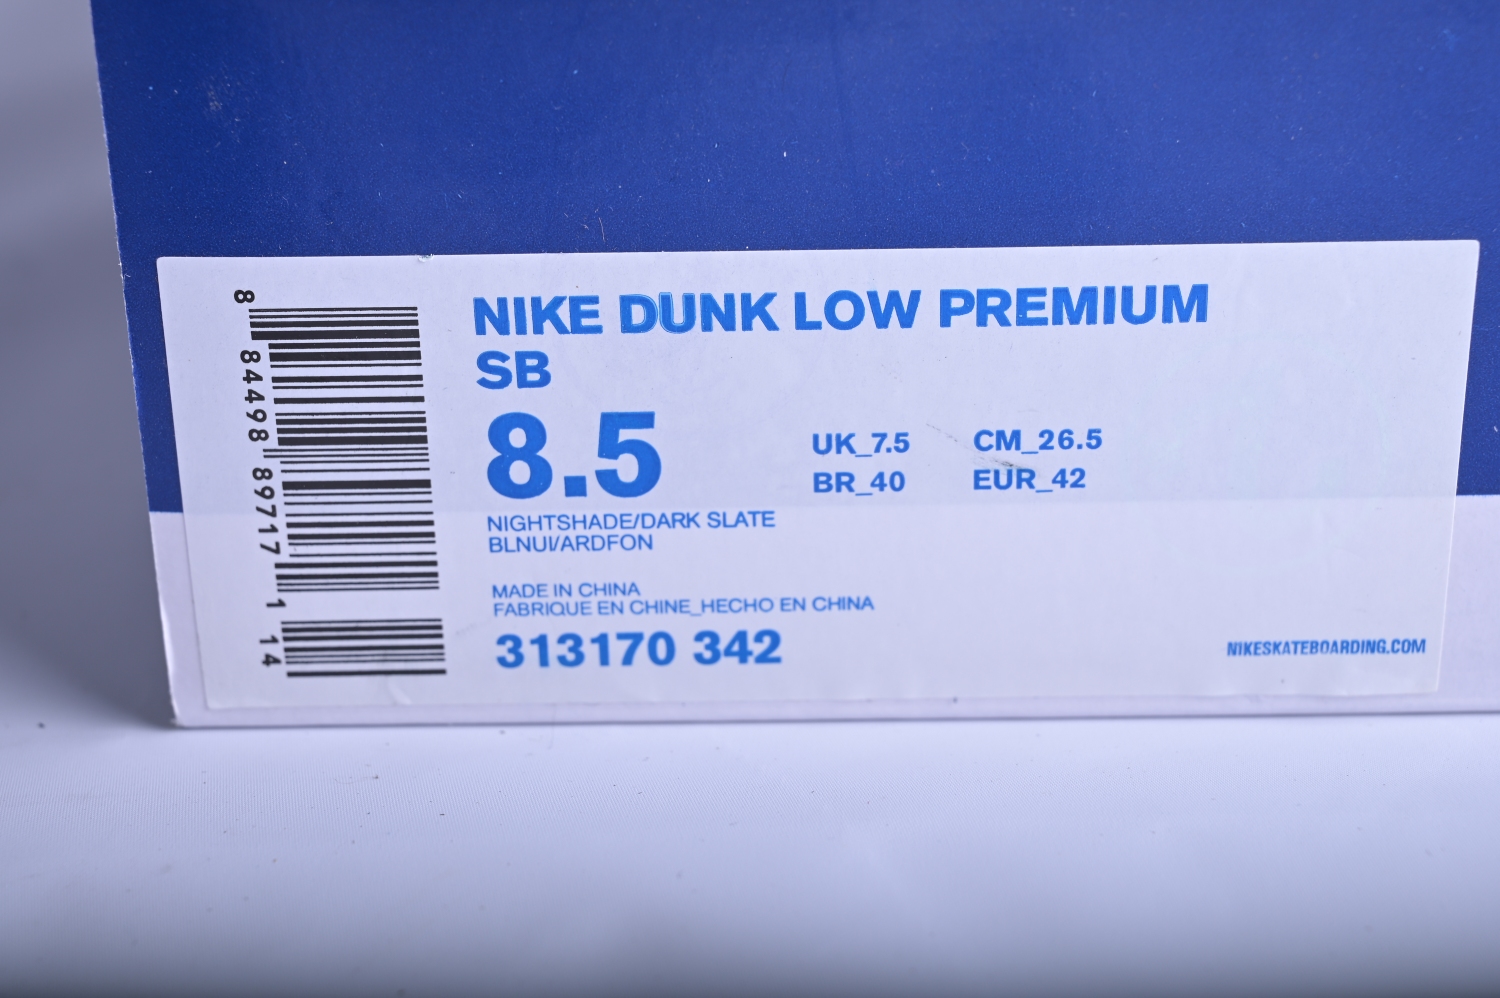 NIKE DUNK LOW PREMIUM
SB
8.5
UK_7.5 CM_26.5
BR_40 EUR_42
NIGHTSHADE/DARK SLATE
BLNUI/ARDFON
MADE IN CHINA
FABRIQUE EN CHINE_HECHO EN CHINA
313170 342
NIKESKATEBOARDING.COM
8 84498 89717 1 14